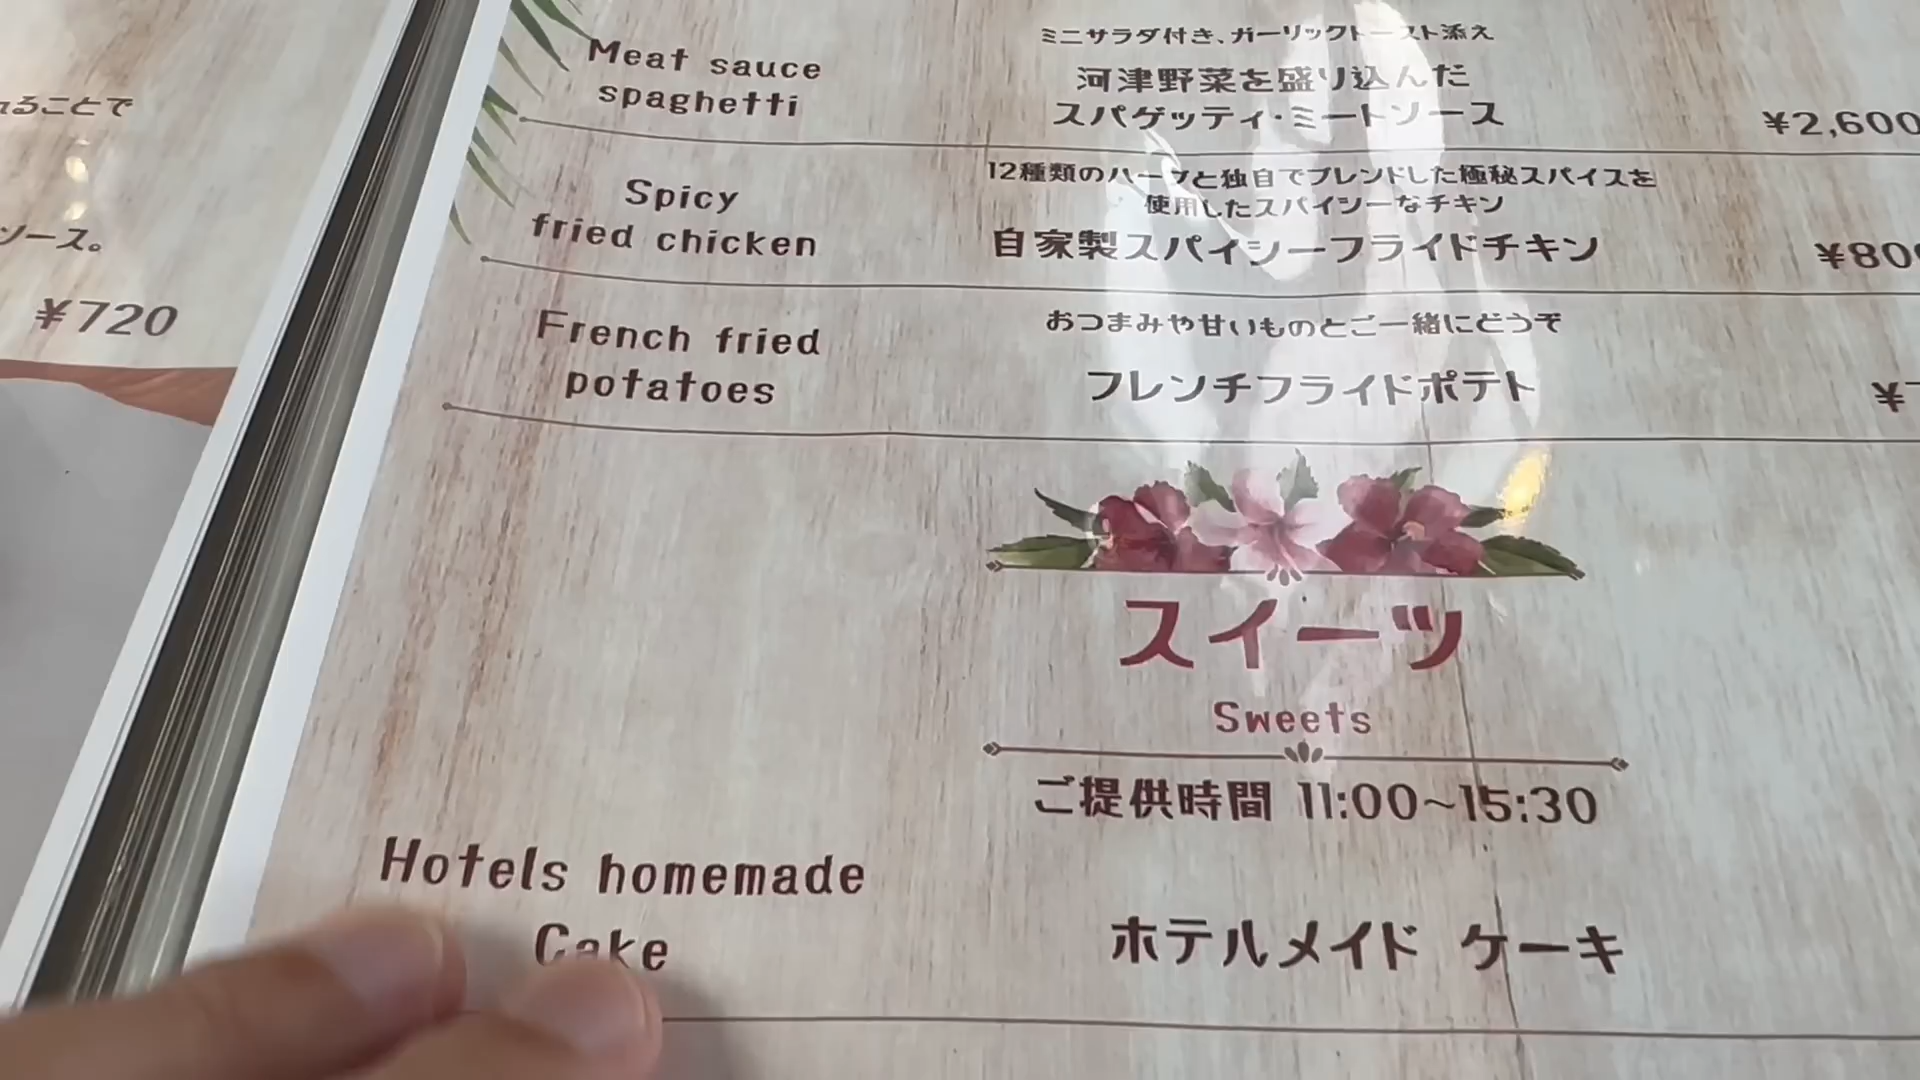 ることで
ソース。
¥720
Meat sauce
spaghetti
ミニサラダ付き、ガーリックトースト添え
河津野菜を盛り込んだ
スパゲッティ・ミートソース
¥2,600
Spicy
fried chicken
12種類のハーブと独自でブレンドした極秘スパイスを
使用したスパイシーなチキン
自家製スパイシーフライドチキン
French fried
potatoes
おつまみや甘いものとご一緒にどうぞ
フレンチフライドポテト
スイーツ
Sweets
ご提供時間 11:00~15:30
Hotels homemade
Cake
ホテルメイド ケーキ